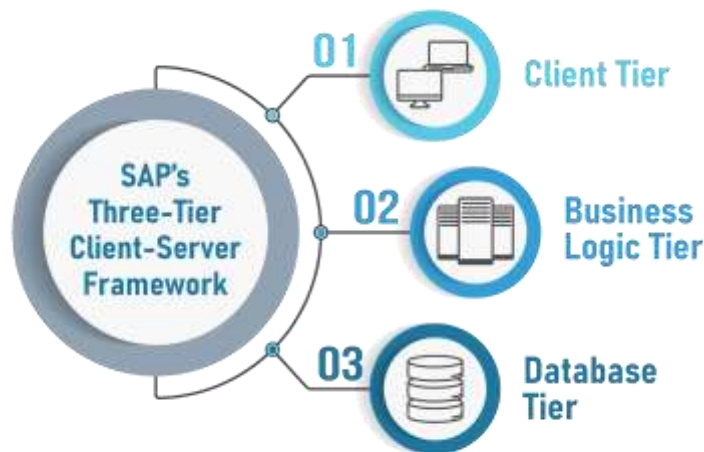 SAP's
Three-Tier
Client-Server
Framework
01
Client Tier
02
Business
Logic Tier
03
Database
Tier